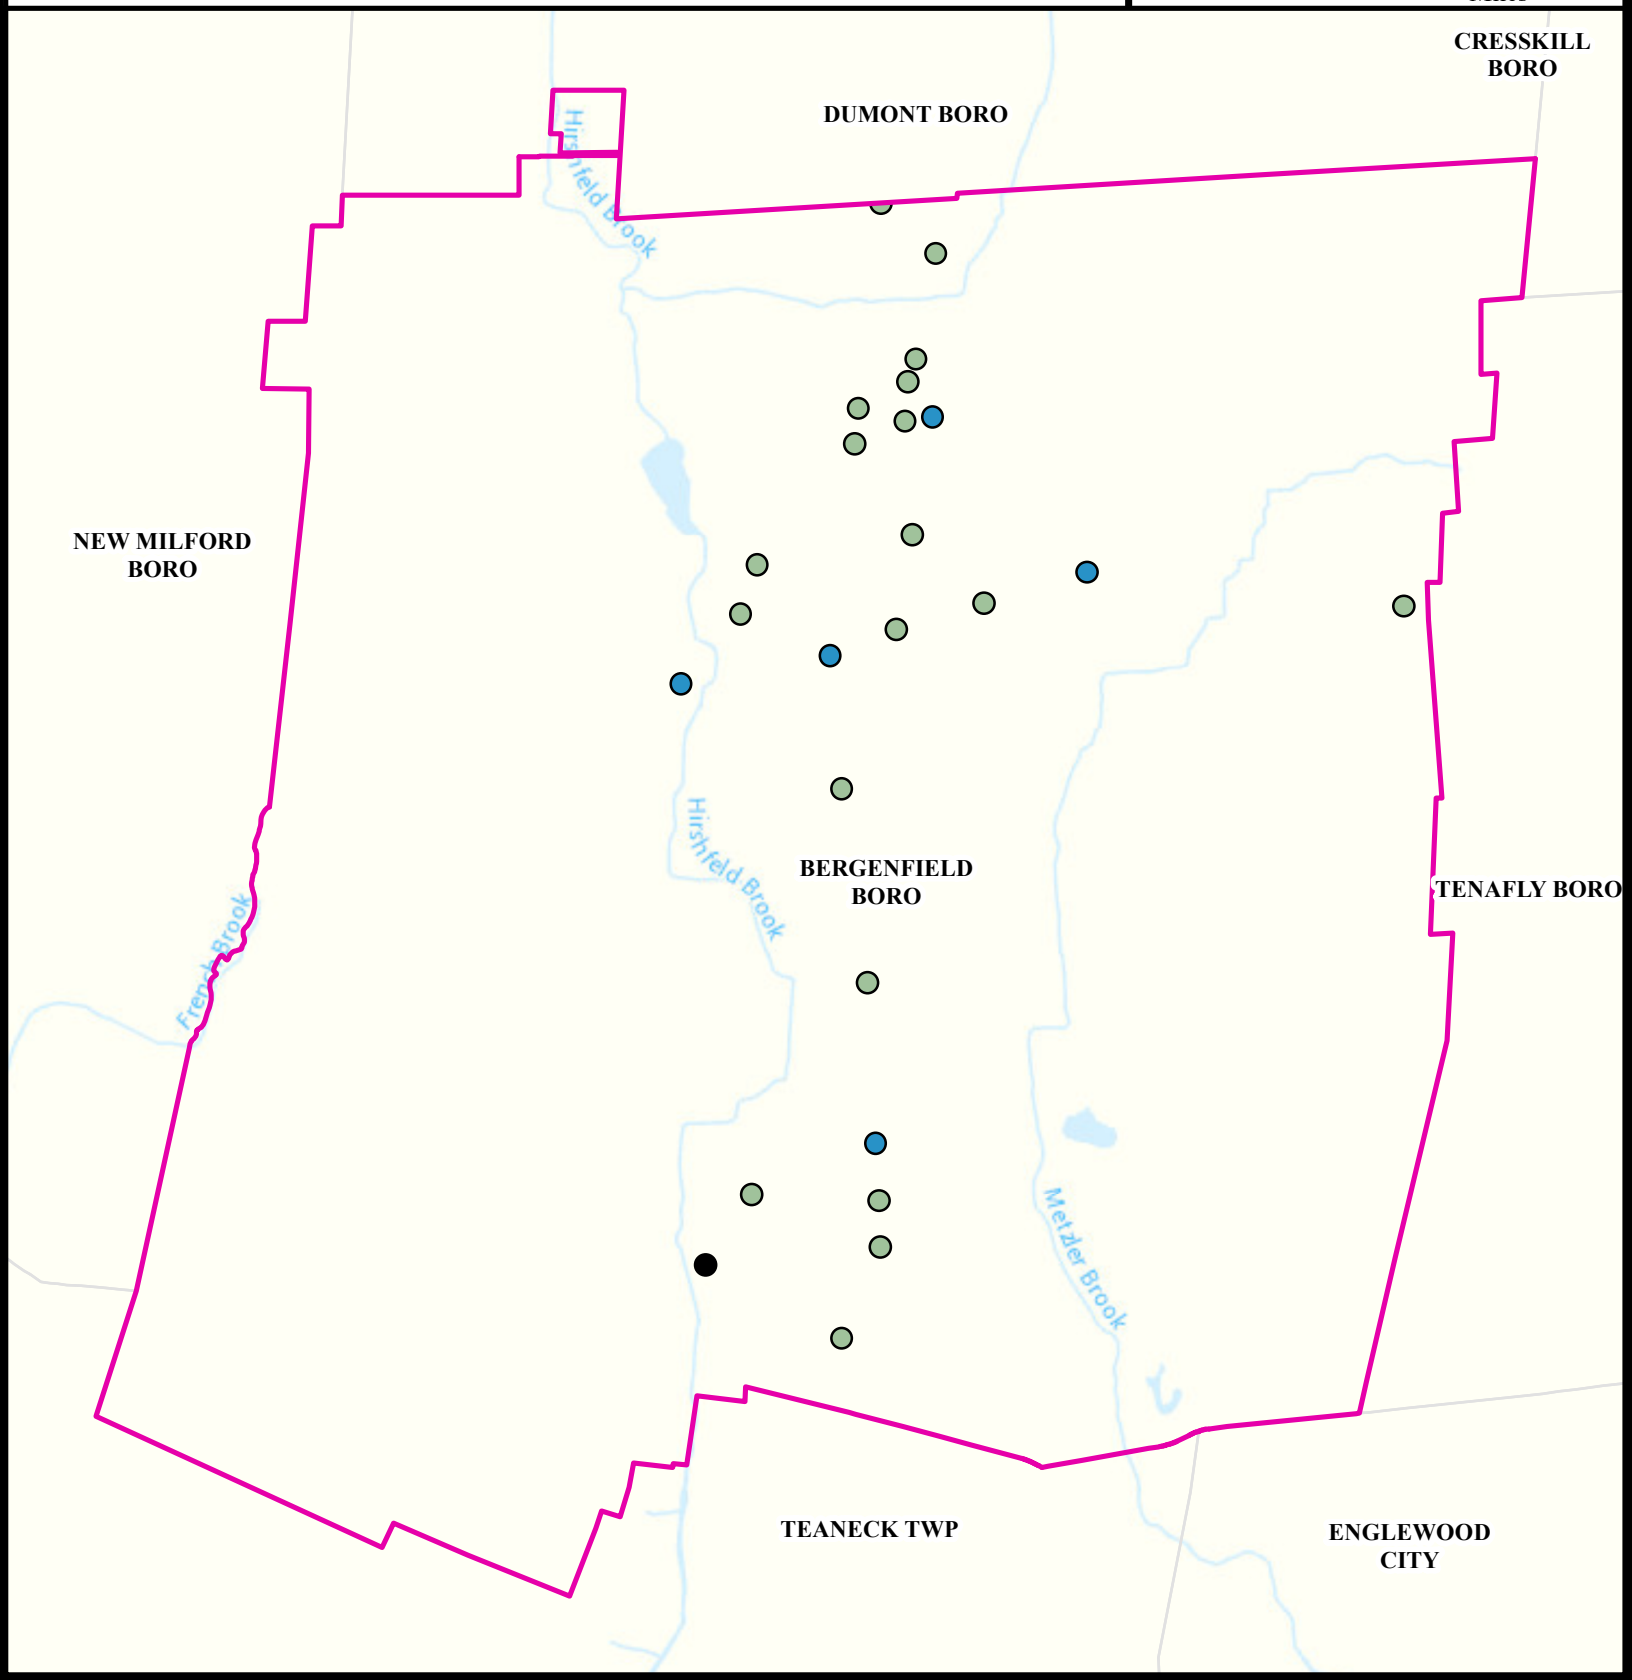 CRESSKILL
BORO
DUMONT BORO
Hirshfeld Brook
NEW MILFORD
BORO
Hirshfeld Brook
BERGENFIELD
BORO
TENAFLY BORO
French Brook
Metzler Brook
TEANECK TWP
ENGLEWOOD
CITY